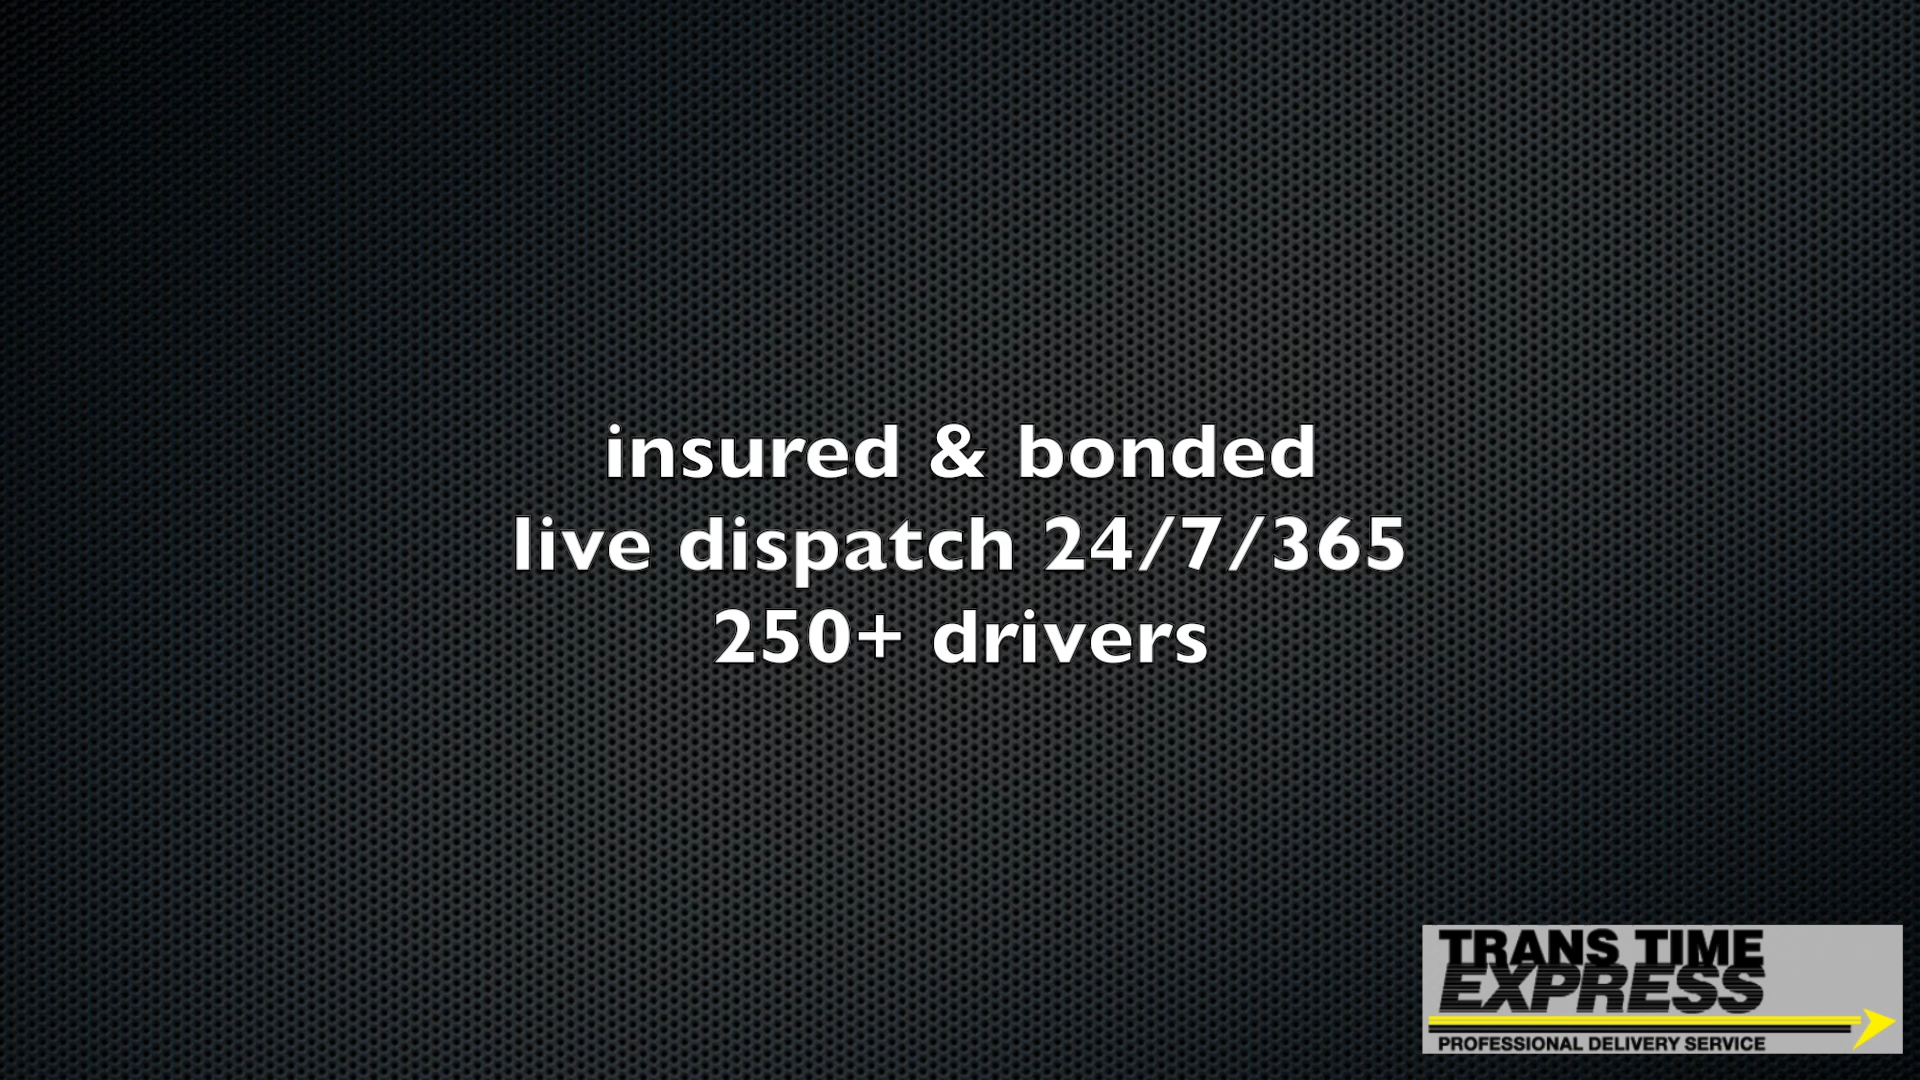 insured & bonded
live dispatch 24/7/365
250+ drivers
TRANS TIME
EXPRESS
PROFESSIONAL DELIVERY SERVICE